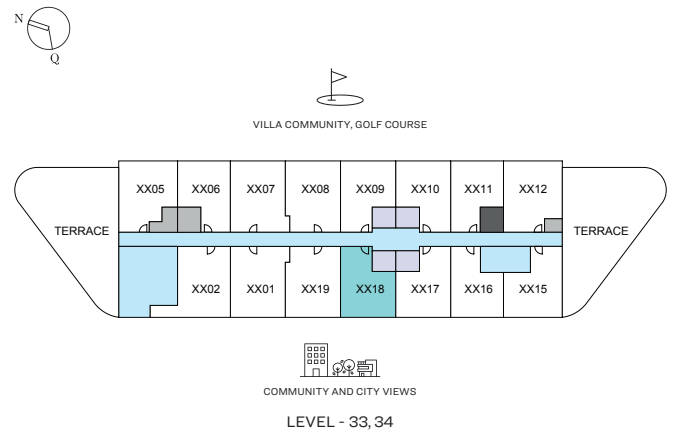 N
Q
VILLA COMMUNITY, GOLF COURSE
XX05 XX06 XX07 XX08 XX09 XX10 XX11 XX12
TERRACE TERRACE
XX02 XX01 XX19 XX18 XX17 XX16 XX15
COMMUNITY AND CITY VIEWS
LEVEL - 33, 34